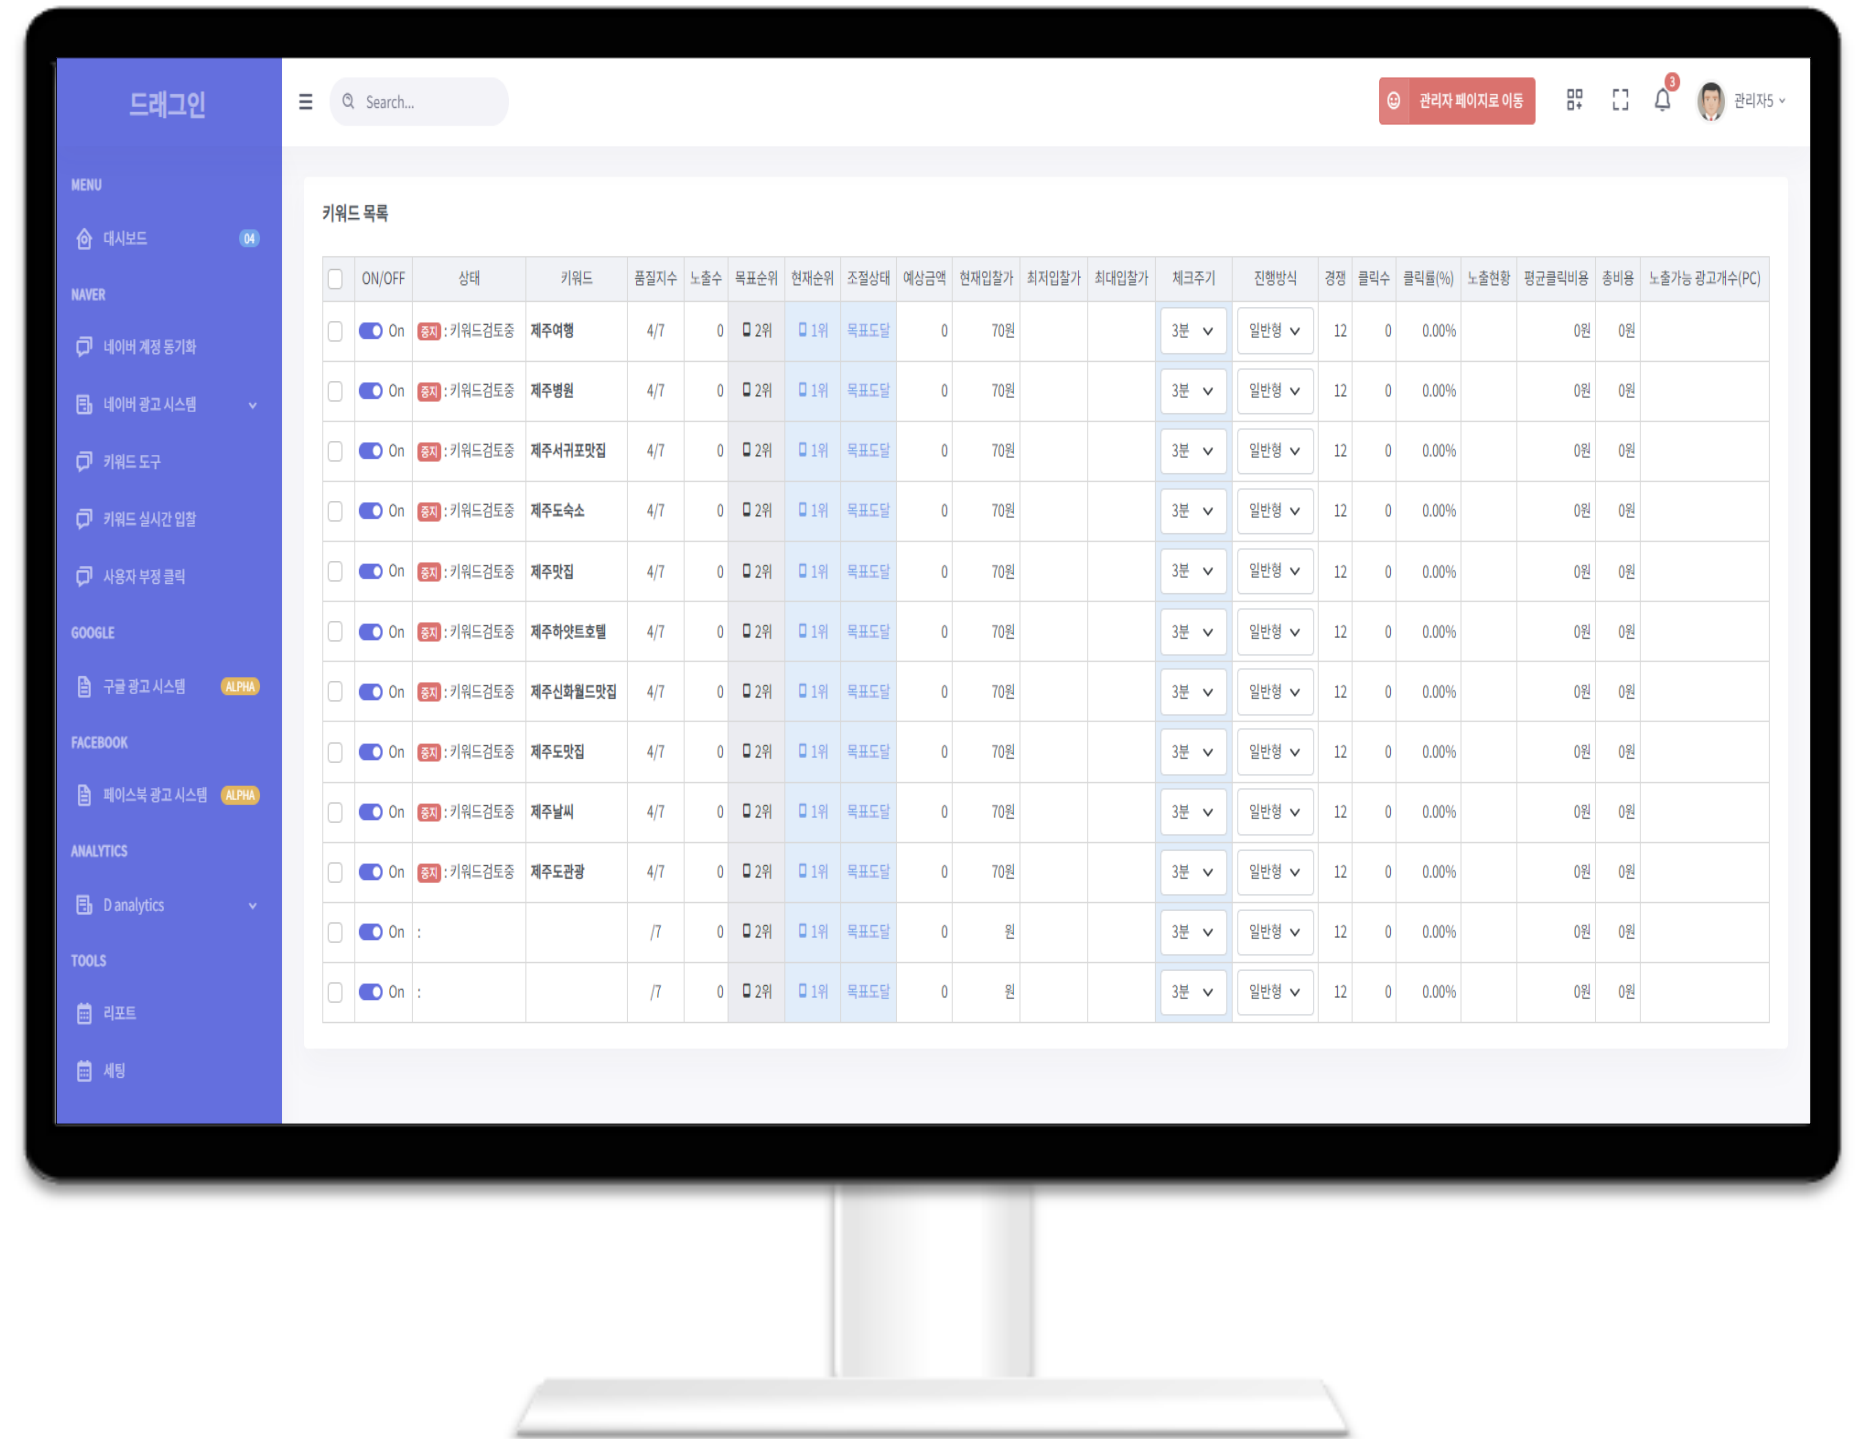 드래그인
Search...
관리자 페이지로 이동
3
관리자5
MENU
대시보드 04
NAVER
네이버 계정 동기화
네이버 광고 시스템
키워드 도구
키워드 실시간 입찰
사용자 부정 클릭
GOOGLE
구글 광고 시스템 ALPHA
FACEBOOK
페이스북 광고 시스템 ALPHA
ANALYTICS
D analytics
TOOLS
리포트
세팅
키워드 목록
ON/OFF 상태 키워드 품질지수 노출수 목표순위 현재순위 조절상태 예상금액 현재입찰가 최저입찰가 최대입찰가 체크주기 진행방식 경쟁 클릭수 클릭률(%) 노출현황 평균클릭비용 총비용 노출가능 광고개수(PC)
On 중지 : 키워드검토중 제주여행 4/7 0 2위 1위 목표도달 0 70원 3분 일반형 12 0 0.00% 0원 0원
On 중지 : 키워드검토중 제주병원 4/7 0 2위 1위 목표도달 0 70원 3분 일반형 12 0 0.00% 0원 0원
On 중지 : 키워드검토중 제주서귀포맛집 4/7 0 2위 1위 목표도달 0 70원 3분 일반형 12 0 0.00% 0원 0원
On 중지 : 키워드검토중 제주도숙소 4/7 0 2위 1위 목표도달 0 70원 3분 일반형 12 0 0.00% 0원 0원
On 중지 : 키워드검토중 제주맛집 4/7 0 2위 1위 목표도달 0 70원 3분 일반형 12 0 0.00% 0원 0원
On 중지 : 키워드검토중 제주하얏트호텔 4/7 0 2위 1위 목표도달 0 70원 3분 일반형 12 0 0.00% 0원 0원
On 중지 : 키워드검토중 제주신화월드맛집 4/7 0 2위 1위 목표도달 0 70원 3분 일반형 12 0 0.00% 0원 0원
On 중지 : 키워드검토중 제주도맛집 4/7 0 2위 1위 목표도달 0 70원 3분 일반형 12 0 0.00% 0원 0원
On 중지 : 키워드검토중 제주날씨 4/7 0 2위 1위 목표도달 0 70원 3분 일반형 12 0 0.00% 0원 0원
On 중지 : 키워드검토중 제주도관광 4/7 0 2위 1위 목표도달 0 70원 3분 일반형 12 0 0.00% 0원 0원
On : /7 0 2위 1위 목표도달 0 원 3분 일반형 12 0 0.00% 0원 0원
On : /7 0 2위 1위 목표도달 0 원 3분 일반형 12 0 0.00% 0원 0원